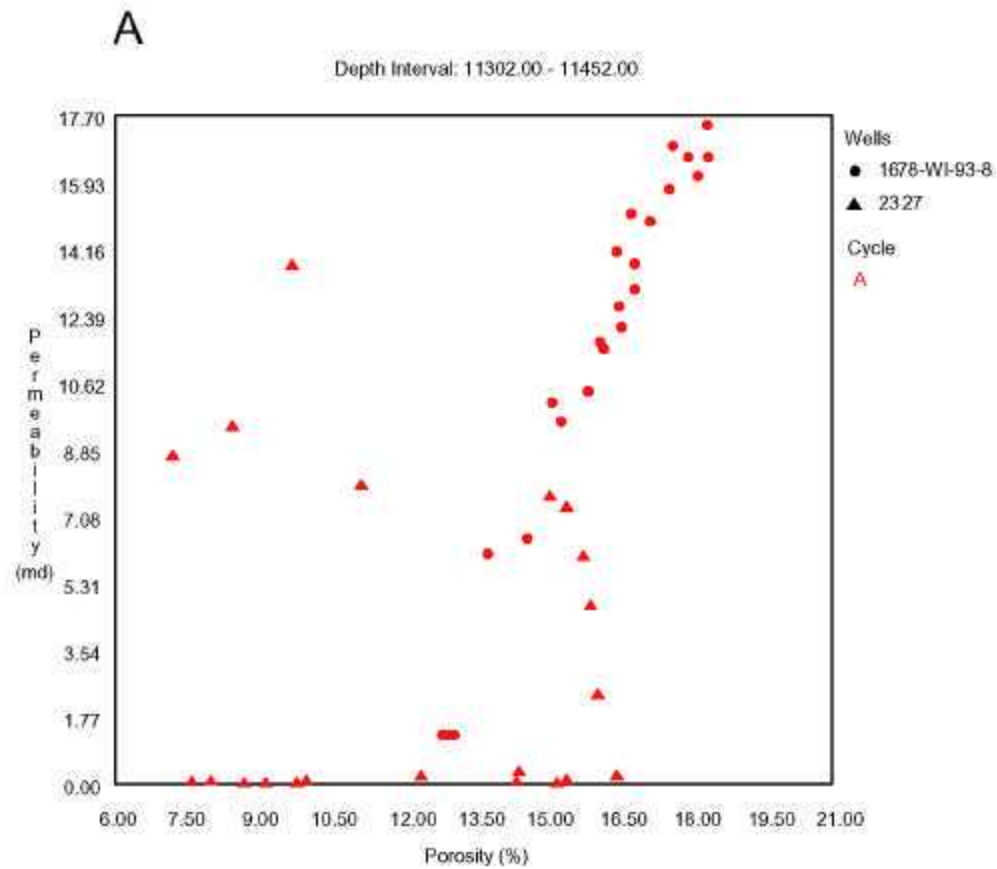 A
Depth Interval: 11302.00 - 11452.00
17.70
15.93
14.16
12.39
10.62
8.85
7.08
5.31
3.54
1.77
0.00
Permeability
(md)
6.00 7.50 9.00 10.50 12.00 13.50 15.00 16.50 18.00 19.50 21.00
Porosity (%)
Wells
1678-WI-93-8
2327
Cycle
A